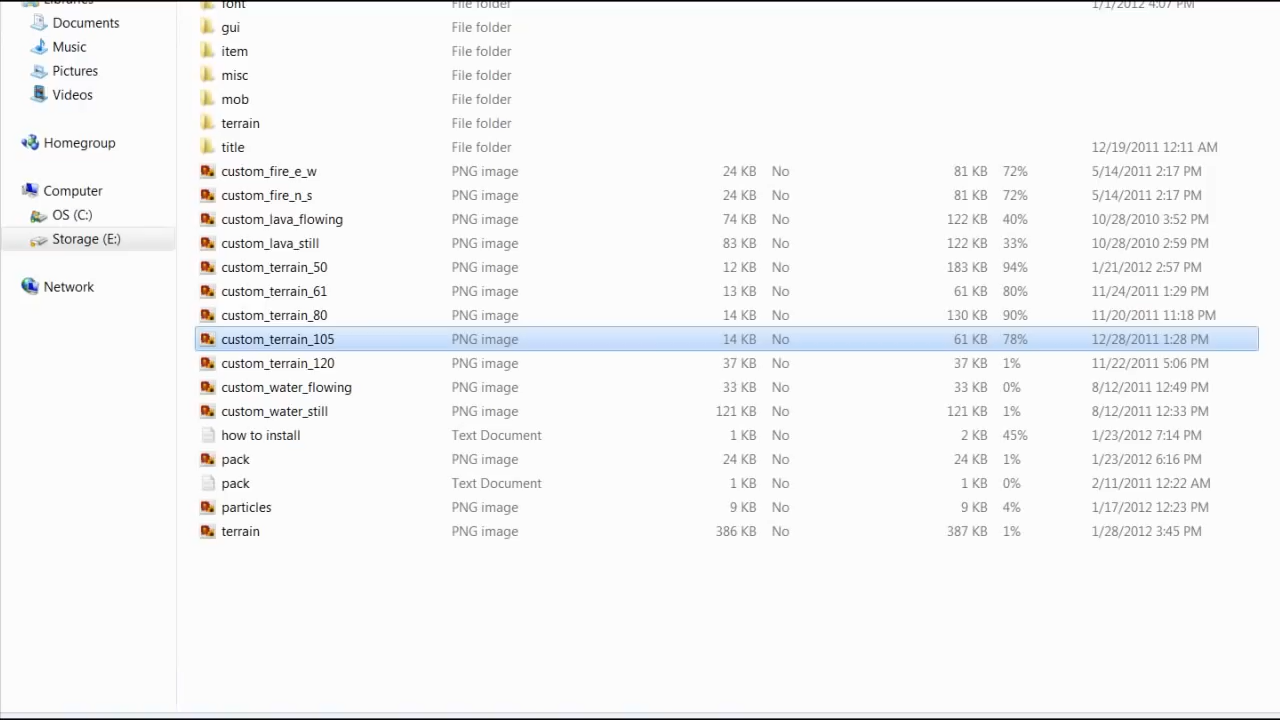 Libraries
Documents
Music
Pictures
Videos
Homegroup
Computer
OS (C:)
Storage (E:)
Network
font File folder 1/1/2012 4:07 PM
gui File folder
item File folder
misc File folder
mob File folder
terrain File folder
title File folder 12/19/2011 12:11 AM
custom_fire_e_w PNG image 24 KB No 81 KB 72% 5/14/2011 2:17 PM
custom_fire_n_s PNG image 24 KB No 81 KB 72% 5/14/2011 2:17 PM
custom_lava_flowing PNG image 74 KB No 122 KB 40% 10/28/2010 3:52 PM
custom_lava_still PNG image 83 KB No 122 KB 33% 10/28/2010 2:59 PM
custom_terrain_50 PNG image 12 KB No 183 KB 94% 1/21/2012 2:57 PM
custom_terrain_61 PNG image 13 KB No 61 KB 80% 11/24/2011 1:29 PM
custom_terrain_80 PNG image 14 KB No 130 KB 90% 11/20/2011 11:18 PM
custom_terrain_105 PNG image 14 KB No 61 KB 78% 12/28/2011 1:28 PM
custom_terrain_120 PNG image 37 KB No 37 KB 1% 11/22/2011 5:06 PM
custom_water_flowing PNG image 33 KB No 33 KB 0% 8/12/2011 12:49 PM
custom_water_still PNG image 121 KB No 121 KB 1% 8/12/2011 12:33 PM
how to install Text Document 1 KB No 2 KB 45% 1/23/2012 7:14 PM
pack PNG image 24 KB No 24 KB 1% 1/23/2012 6:16 PM
pack Text Document 1 KB No 1 KB 0% 2/11/2011 12:22 AM
particles PNG image 9 KB No 9 KB 4% 1/17/2012 12:23 PM
terrain PNG image 386 KB No 387 KB 1% 1/28/2012 3:45 PM